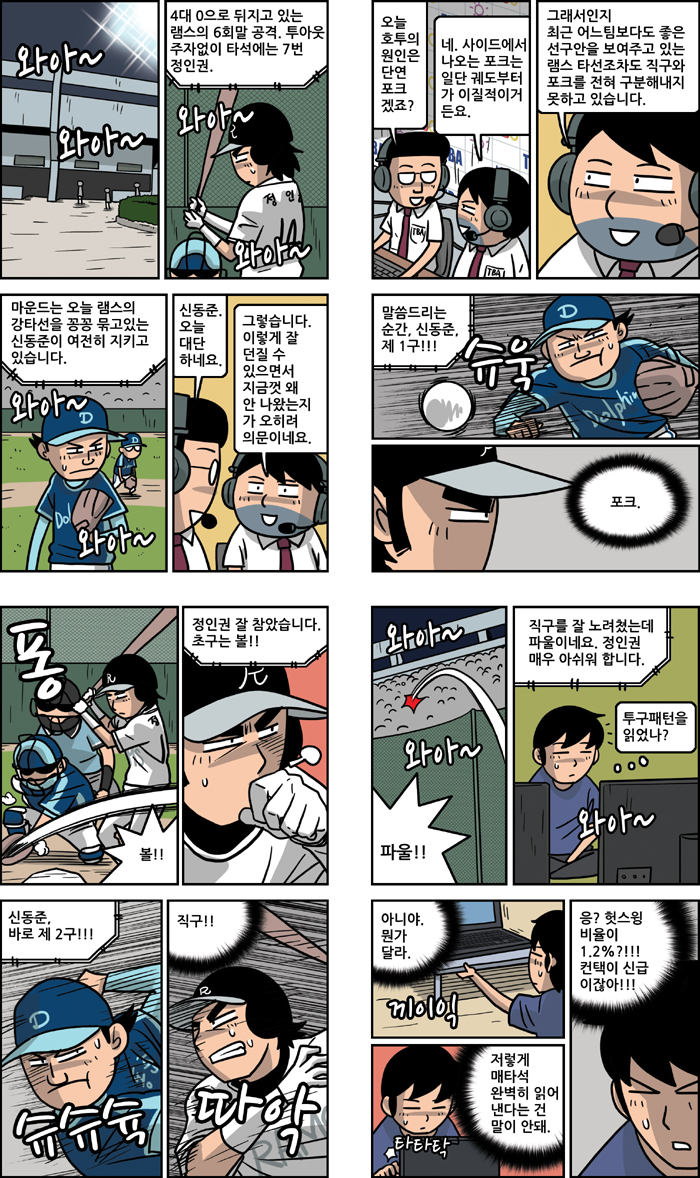 와아~
와아~
4대 0으로 뒤지고 있는
램스의 6회말 공격. 투아웃
주자없이 타석에는 7번
정인권.
와아~
R
정인
와아~
오늘
호투의
원인은
단연
포크
겠죠?
네. 사이드에서
나오는 포크는
일단 궤도부터
가 이질적이거
든요.
TBA
TBA
그래서인지
최근 어느팀보다도 좋은
선구안을 보여주고 있는
램스 타선조차도 직구와
포크를 전혀 구분해내지
못하고 있습니다.
마운드는 오늘 램스의
강타선을 꽁꽁 묶고있는
신동준이 여전히 지키고
있습니다.
와아~
D
Dol
와아~
신동준.
오늘
대단
하네요.
그렇습니다.
이렇게 잘
던질 수
있으면서
지금껏 왜
안 나왔는지
가 오히려
의문이네요.
말씀드리는
순간, 신동준,
제 1구!!!
슈욱
D
Dolphin
포크.
펑
R
볼!!
정인권 잘 참았습니다.
초구는 볼!!
R
신동준,
바로 제 2구!!!
D
슈슈슉
직구!!
R
따악
RAMS
와아~
와아~
파울!!
직구를 잘 노려쳤는데
파울이네요. 정인권
매우 아쉬워 합니다.
투구패턴을
읽었나?
와아~
아니야.
뭔가
달라.
끼이익
저렇게
매타석
완벽히 읽어
낸다는 건
말이 안돼.
타타탁
응? 헛스윙
비율이
1.2%?!!!
컨택이 신급
이잖아!!!